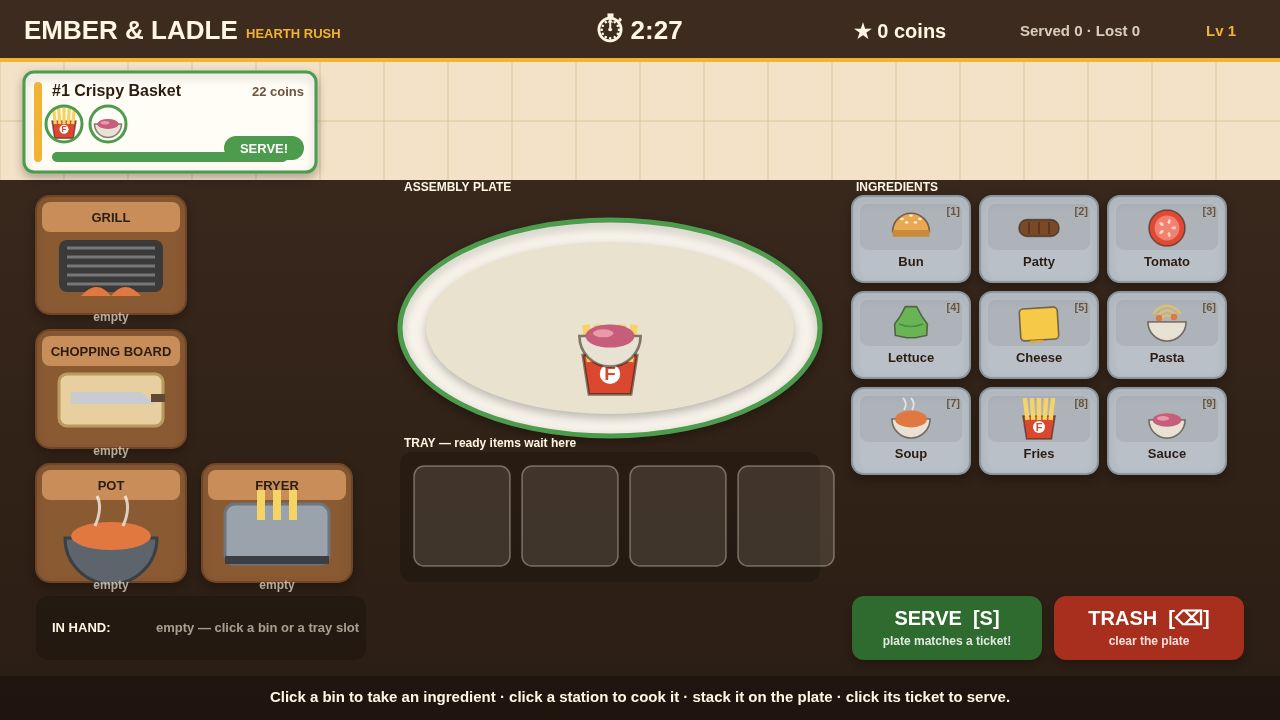 EMBER & LADLE HEARTH RUSH
2:27
★ 0 coins
Served 0 · Lost 0
Lv 1
#1 Crispy Basket
22 coins
F
SERVE!
ASSEMBLY PLATE
INGREDIENTS
GRILL
empty
CHOPPING BOARD
empty
POT
empty
FRYER
empty
F
[1]
Bun
[2]
Patty
[3]
Tomato
[4]
Lettuce
[5]
Cheese
[6]
Pasta
[7]
Soup
[8]
F
Fries
[9]
Sauce
TRAY — ready items wait here
IN HAND:
empty — click a bin or a tray slot
SERVE [S]
plate matches a ticket!
TRASH [⌫]
clear the plate
Click a bin to take an ingredient · click a station to cook it · stack it on the plate · click its ticket to serve.